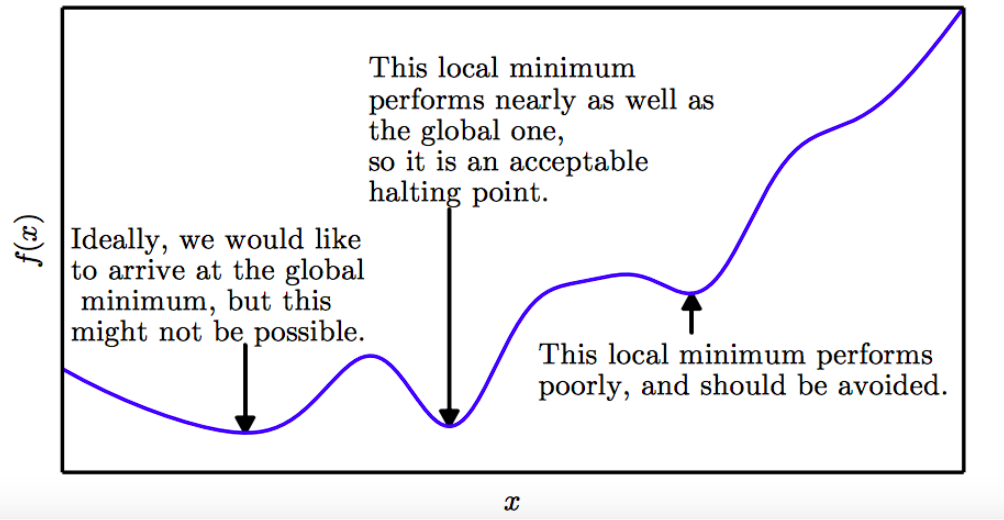 This local minimum
performs nearly as well as
the global one,
so it is an acceptable
halting point.
Ideally, we would like
to arrive at the global
minimum, but this
might not be possible.
This local minimum performs
poorly, and should be avoided.
f(x)
x